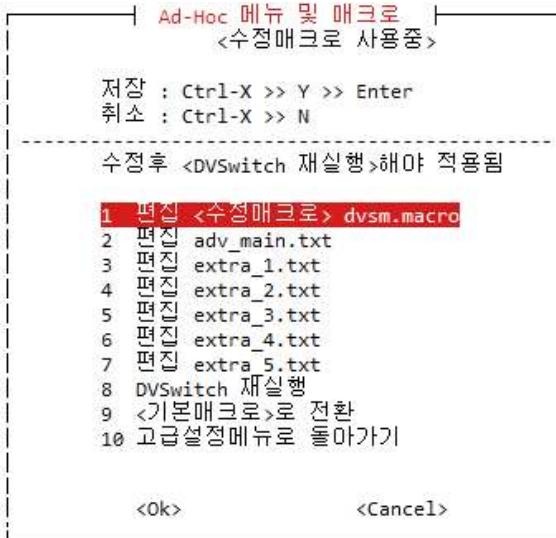 Ad-Hoc 메뉴 및 매크로
<수정매크로 사용중>
저장 : Ctrl-X >> Y >> Enter
취소 : Ctrl-X >> N
수정후 <DVSwitch 재실행>해야 적용됨
1 편집 <수정매크로> dvsm.macro
2 편집 adv_main.txt
3 편집 extra_1.txt
4 편집 extra_2.txt
5 편집 extra_3.txt
6 편집 extra_4.txt
7 편집 extra_5.txt
8 DVSwitch 재실행
9 <기본매크로>로 전환
10 고급설정메뉴로 돌아가기
<Ok> <Cancel>